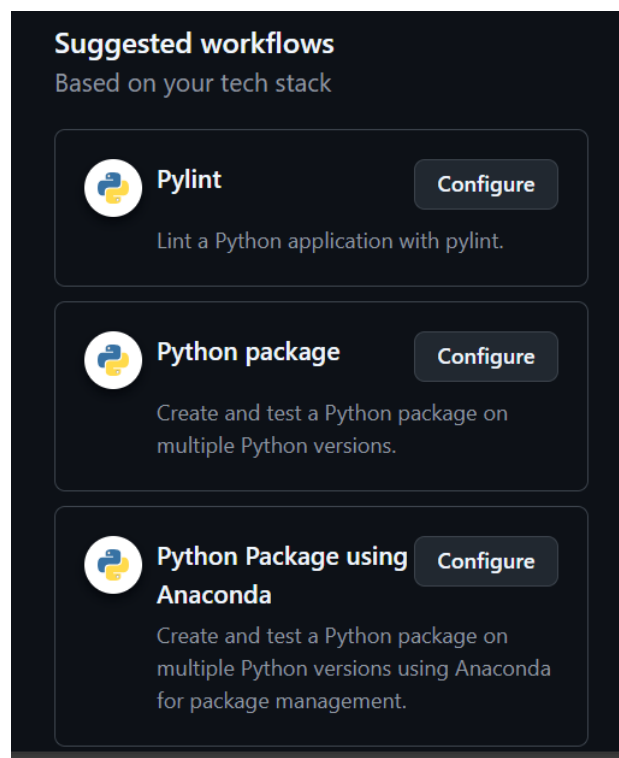 Suggested workflows
Based on your tech stack
Pylint
Configure
Lint a Python application with pylint.
Python package
Configure
Create and test a Python package on
multiple Python versions.
Python Package using
Anaconda
Configure
Create and test a Python package on
multiple Python versions using Anaconda
for package management.